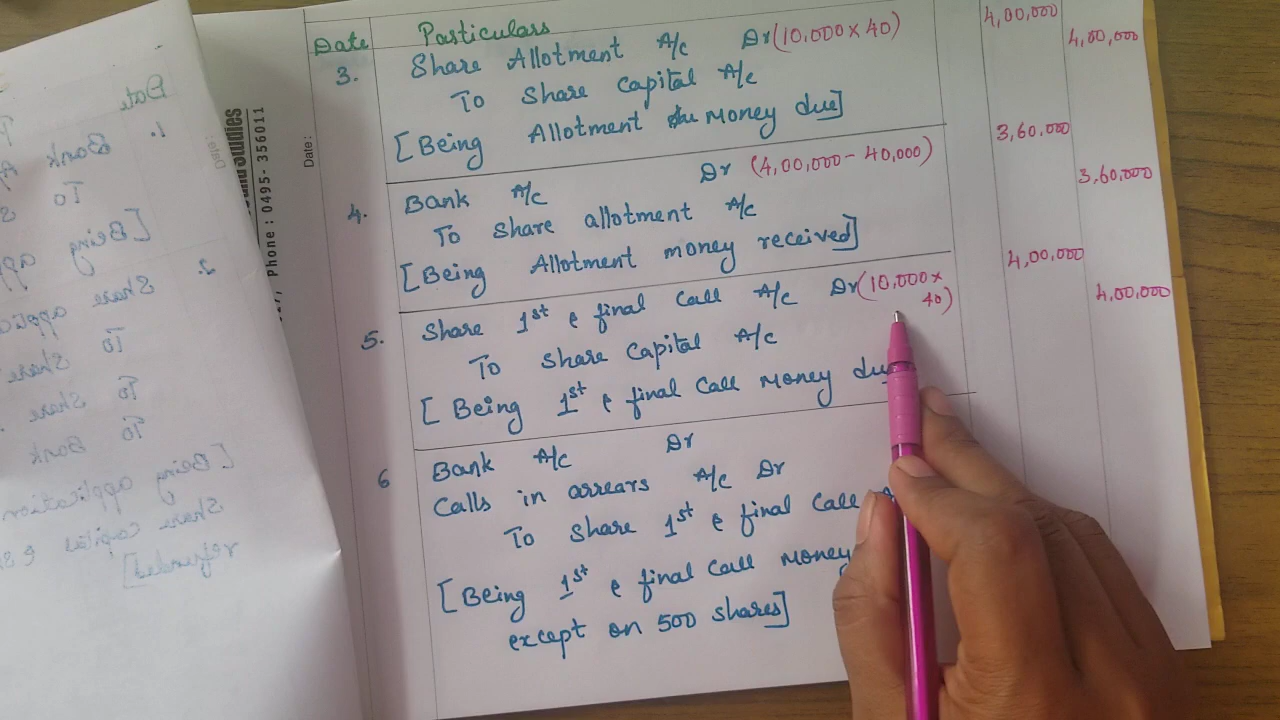 Date Particulars
3. Share Allotment A/c Dr (10,000 × 40) 4,00,000
To Share Capital A/c 4,00,000
[Being Allotment Money due]
4. Bank A/c Dr (4,00,000 - 40,000) 3,60,000
To Share allotment A/c 3,60,000
[Being Allotment money received]
5. Share 1st & final Call A/c Dr (10,000 × 40) 4,00,000
To Share Capital A/c 4,00,000
[Being 1st & final Call Money du
6 Bank A/c Dr
Calls in arrears A/c Dr
To Share 1st & final Call A
[Being 1st & final Call Money
except on 500 shares]
Date:
Phone : 0495- 356011
Date
1. Bank
To S
[Being app
2. Share applica
To Share
To Share
To Bank
[Being application
Share Capital & S
refunded]